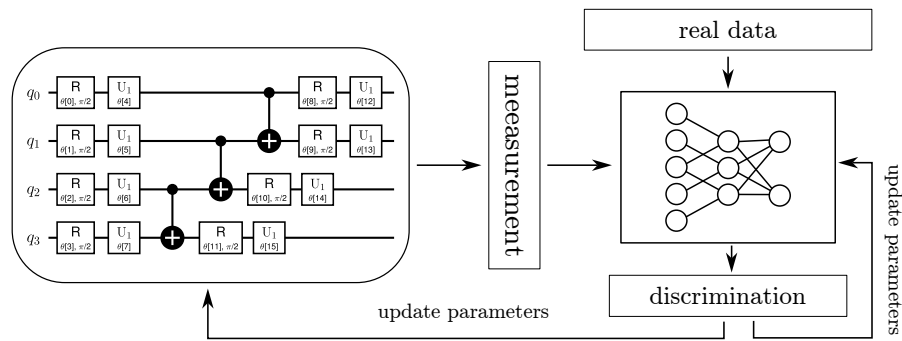 real data
q0 R θ[0], π/2 U1 θ[4] R θ[8], π/2 U1 θ[12]
q1 R θ[1], π/2 U1 θ[5] R θ[9], π/2 U1 θ[13]
q2 R θ[2], π/2 U1 θ[6] R θ[10], π/2 U1 θ[14]
q3 R θ[3], π/2 U1 θ[7] R θ[11], π/2 U1 θ[15]
meeasurement
discrimination
update parameters
update parameters